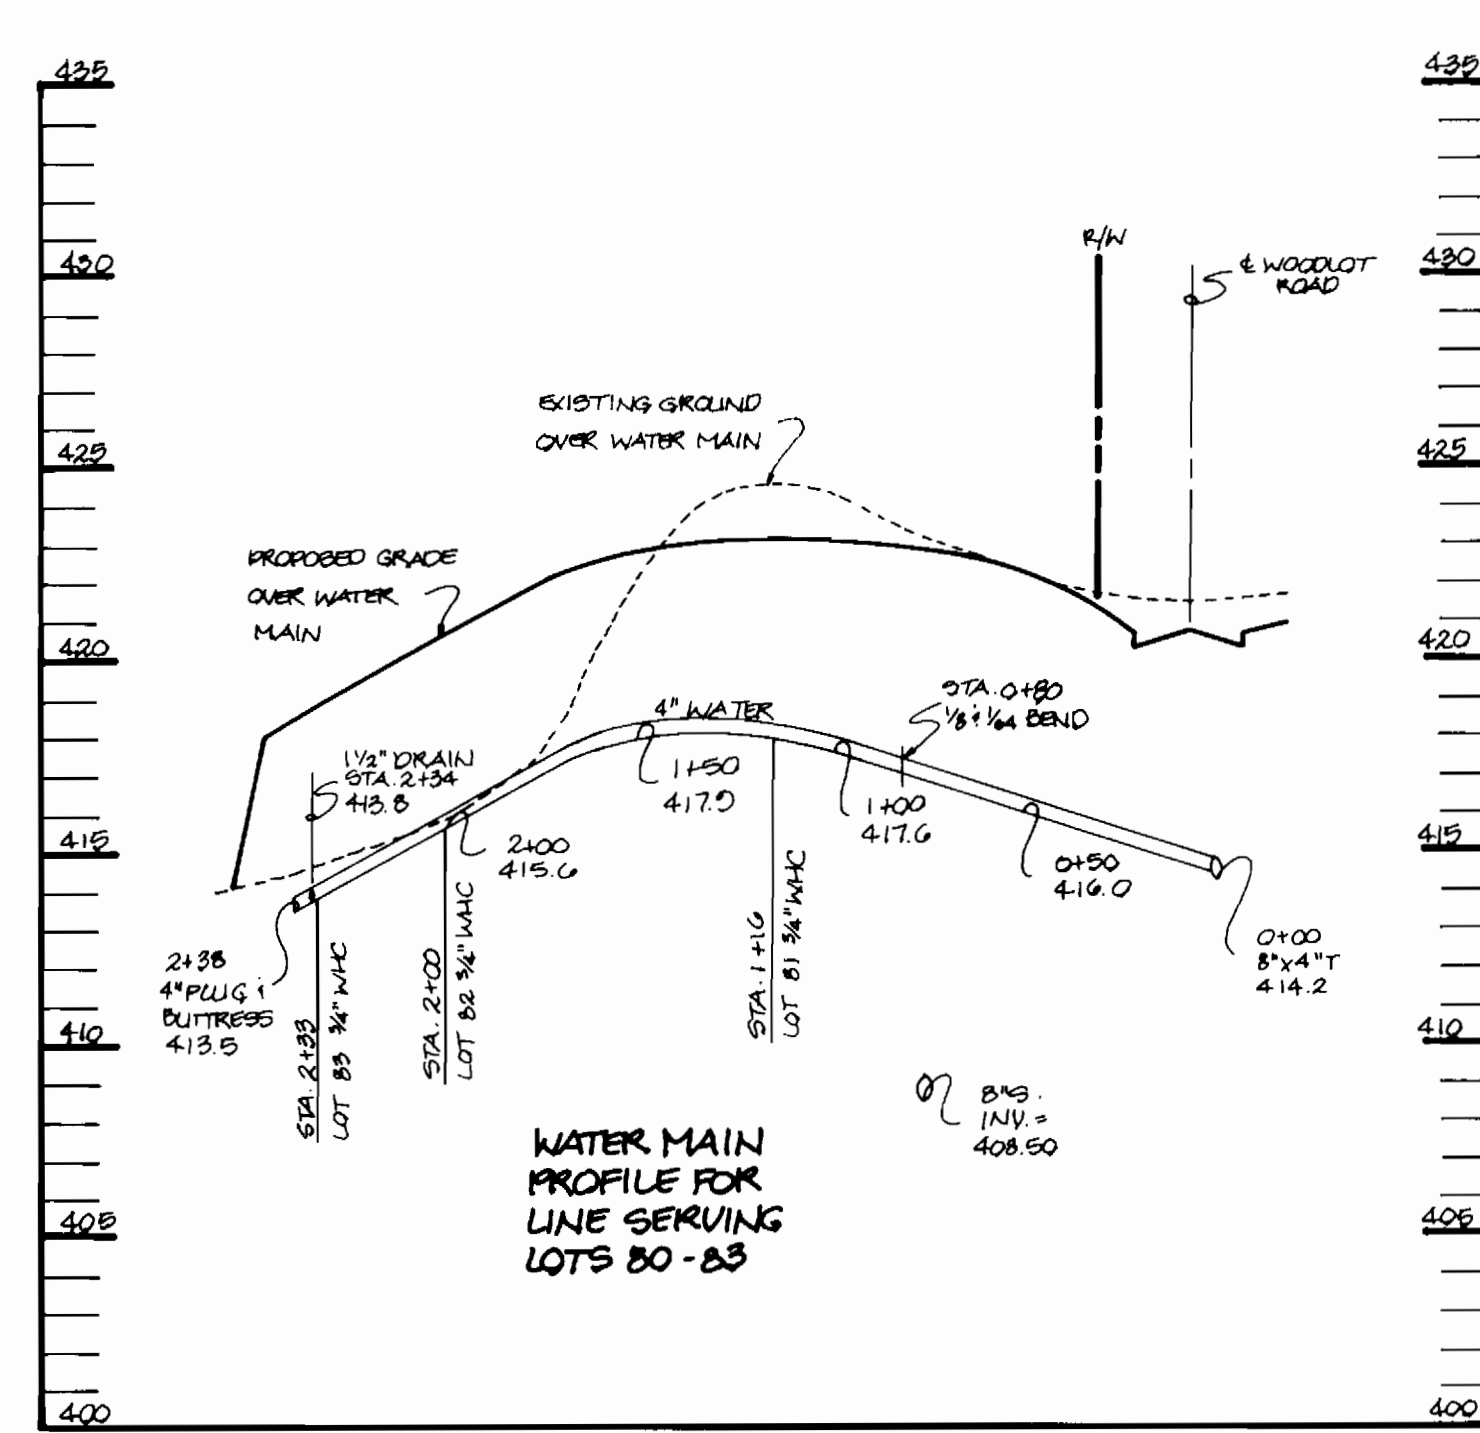 435
435
R/W
430
℄ WOODLOT
ROAD
430
EXISTING GROUND
OVER WATER MAIN
425
425
PROPOSED GRADE
OVER WATER
MAIN
420
420
4" WATER
STA. 0+80
1/8 & 1/64 BEND
1½" DRAIN
STA. 2+34
413.8
1+50
417.9
1+00
417.6
415
415
2+00
415.6
0+50
416.0
0+00
8"x4"T
414.2
2+38
4" PLUG &
BUTTRESS
413.5
STA. 2+33
LOT 83 ¾" WHC
STA. 2+00
LOT 82 ¾" WHC
STA. 1+16
LOT 81 ¾" WHC
410
410
8"S.
INV. =
408.50
WATER MAIN
PROFILE FOR
LINE SERVING
LOTS 80-83
405
405
400
400